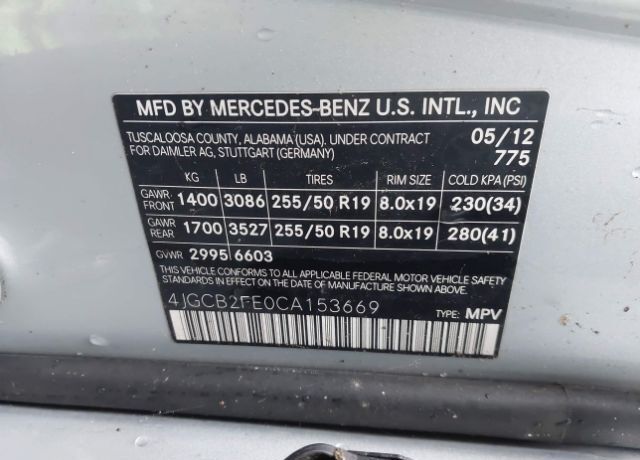 MFD BY MERCEDES-BENZ U.S. INTL., INC
TUSCALOOSA COUNTY, ALABAMA (USA). UNDER CONTRACT 05/12
FOR DAIMLER AG, STUTTGART (GERMANY) 775
KG LB TIRES RIM SIZE COLD KPA (PSI)
GAWR FRONT 1400 3086 255/50 R19 8.0x19 230(34)
GAWR REAR 1700 3527 255/50 R19 8.0x19 280(41)
GVWR 2995 6603
THIS VEHICLE CONFORMS TO ALL APPLICABLE FEDERAL MOTOR VEHICLE SAFETY
STANDARDS IN EFFECT ON THE DATE OF MANUFACTURE SHOWN ABOVE.
4JGCB2FE0CA153669 TYPE: MPV